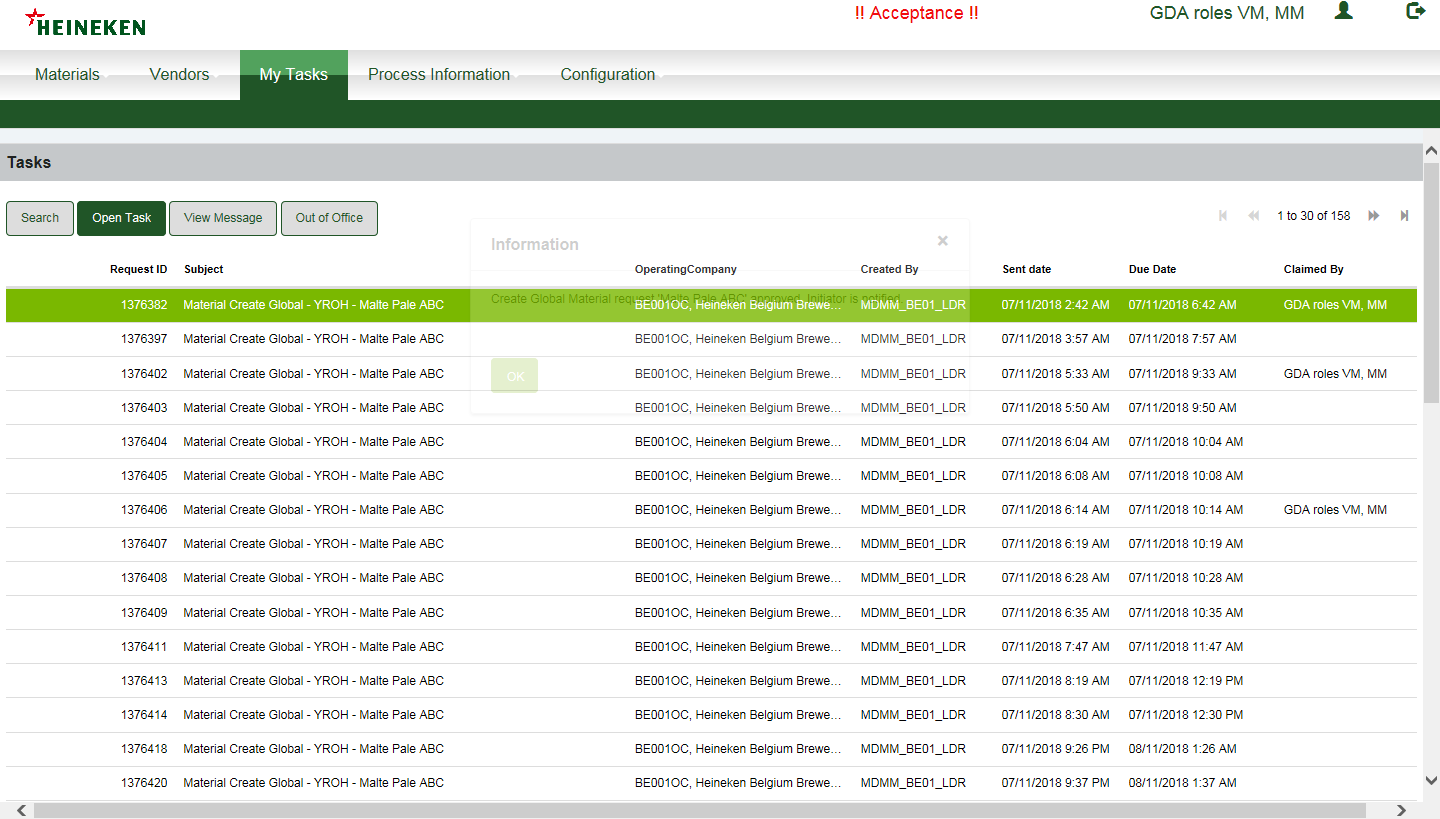 HEINEKEN
!! Acceptance !!
GDA roles VM, MM
Materials Vendors My Tasks Process Information Configuration
Tasks
Search Open Task View Message Out of Office
1 to 30 of 158
Information
Request ID Subject OperatingCompany Created By Sent date Due Date Claimed By
Create Global Material request 'Malte Pale ABC' approved. Initiator is notified.
1376382 Material Create Global - YROH - Malte Pale ABC BE001OC, Heineken Belgium Brewe... MDMM_BE01_LDR 07/11/2018 2:42 AM 07/11/2018 6:42 AM GDA roles VM, MM
1376397 Material Create Global - YROH - Malte Pale ABC BE001OC, Heineken Belgium Brewe... MDMM_BE01_LDR 07/11/2018 3:57 AM 07/11/2018 7:57 AM
1376402 Material Create Global - YROH - Malte Pale ABC BE001OC, Heineken Belgium Brewe... MDMM_BE01_LDR 07/11/2018 5:33 AM 07/11/2018 9:33 AM GDA roles VM, MM
OK
1376403 Material Create Global - YROH - Malte Pale ABC BE001OC, Heineken Belgium Brewe... MDMM_BE01_LDR 07/11/2018 5:50 AM 07/11/2018 9:50 AM
1376404 Material Create Global - YROH - Malte Pale ABC BE001OC, Heineken Belgium Brewe... MDMM_BE01_LDR 07/11/2018 6:04 AM 07/11/2018 10:04 AM
1376405 Material Create Global - YROH - Malte Pale ABC BE001OC, Heineken Belgium Brewe... MDMM_BE01_LDR 07/11/2018 6:08 AM 07/11/2018 10:08 AM
1376406 Material Create Global - YROH - Malte Pale ABC BE001OC, Heineken Belgium Brewe... MDMM_BE01_LDR 07/11/2018 6:14 AM 07/11/2018 10:14 AM GDA roles VM, MM
1376407 Material Create Global - YROH - Malte Pale ABC BE001OC, Heineken Belgium Brewe... MDMM_BE01_LDR 07/11/2018 6:19 AM 07/11/2018 10:19 AM
1376408 Material Create Global - YROH - Malte Pale ABC BE001OC, Heineken Belgium Brewe... MDMM_BE01_LDR 07/11/2018 6:28 AM 07/11/2018 10:28 AM
1376409 Material Create Global - YROH - Malte Pale ABC BE001OC, Heineken Belgium Brewe... MDMM_BE01_LDR 07/11/2018 6:35 AM 07/11/2018 10:35 AM
1376411 Material Create Global - YROH - Malte Pale ABC BE001OC, Heineken Belgium Brewe... MDMM_BE01_LDR 07/11/2018 7:47 AM 07/11/2018 11:47 AM
1376413 Material Create Global - YROH - Malte Pale ABC BE001OC, Heineken Belgium Brewe... MDMM_BE01_LDR 07/11/2018 8:19 AM 07/11/2018 12:19 PM
1376414 Material Create Global - YROH - Malte Pale ABC BE001OC, Heineken Belgium Brewe... MDMM_BE01_LDR 07/11/2018 8:30 AM 07/11/2018 12:30 PM
1376418 Material Create Global - YROH - Malte Pale ABC BE001OC, Heineken Belgium Brewe... MDMM_BE01_LDR 07/11/2018 9:26 PM 08/11/2018 1:26 AM
1376420 Material Create Global - YROH - Malte Pale ABC BE001OC, Heineken Belgium Brewe... MDMM_BE01_LDR 07/11/2018 9:37 PM 08/11/2018 1:37 AM